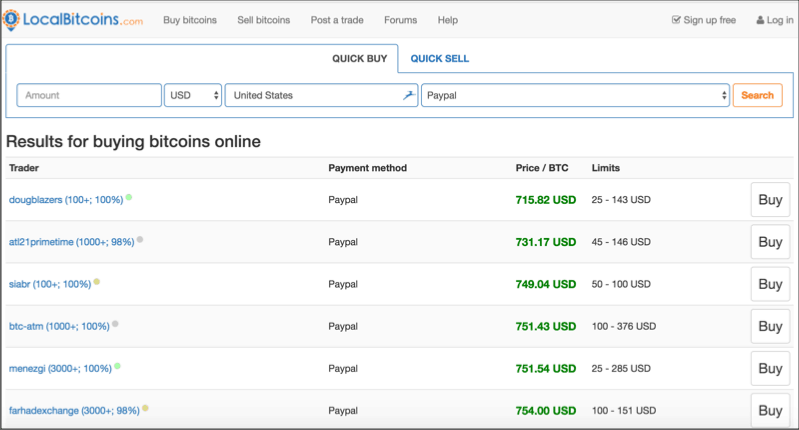 LocalBitcoins.com Buy bitcoins Sell bitcoins Post a trade Forums Help Sign up free Log in
QUICK BUY QUICK SELL
Amount USD United States Paypal Search
Results for buying bitcoins online
Trader Payment method Price / BTC Limits
dougblazers (100+; 100%) Paypal 715.82 USD 25 - 143 USD Buy
atl21primetime (1000+; 98%) Paypal 731.17 USD 45 - 146 USD Buy
siabr (100+; 100%) Paypal 749.04 USD 50 - 100 USD Buy
btc-atm (1000+; 100%) Paypal 751.43 USD 100 - 376 USD Buy
menezgi (3000+; 100%) Paypal 751.54 USD 25 - 285 USD Buy
farhadexchange (3000+; 98%) Paypal 754.00 USD 100 - 151 USD Buy